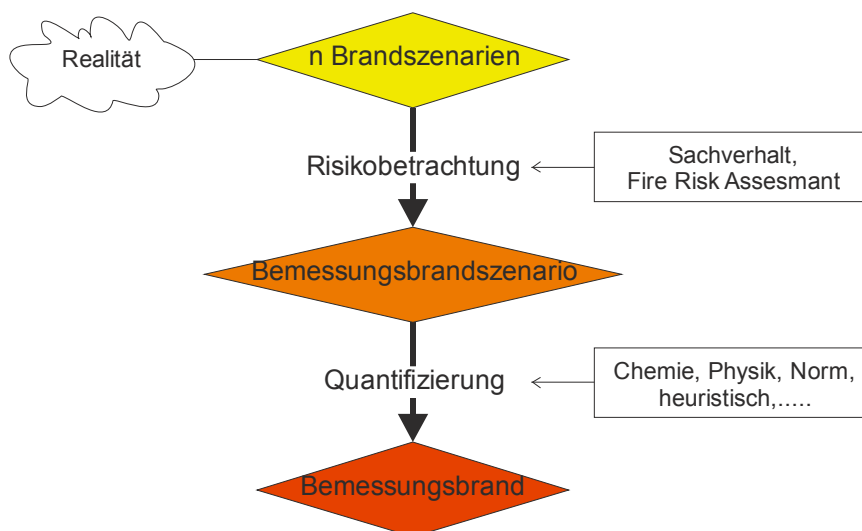 Realität
n Brandszenarien
Risikobetrachtung
Sachverhalt,
Fire Risk Assesmant
Bemessungsbrandszenario
Quantifizierung
Chemie, Physik, Norm,
heuristisch,.....
Bemessungsbrand